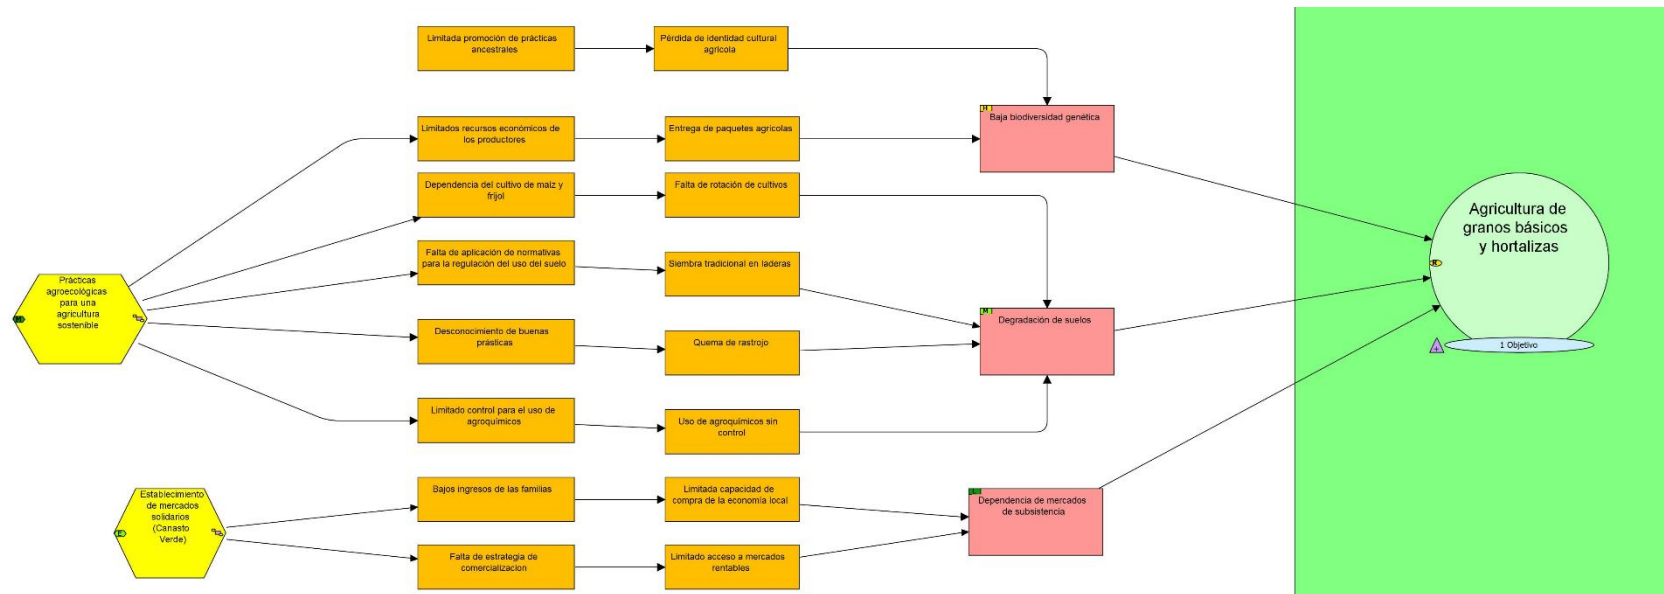 Limitada promoción de prácticas
ancestrales
Pérdida de identidad cultural
agrícola
H
Baja biodiversidad genética
Limitados recursos económicos de
los productores
Entrega de paquetes agrícolas
Dependencia del cultivo de maíz y
frijol
Falta de rotación de cultivos
Agricultura de
granos básicos
y hortalizas
R
1 Objetivo
Falta de aplicación de normativas
para la regulación del uso del suelo
Siembra tradicional en laderas
Prácticas
agroecológicas
para una
agricultura
sostenible
M
M
Degradación de suelos
Desconocimiento de buenas
prásticas
Quema de rastrojo
Limitado control para el uso de
agroquímicos
Uso de agroquímicos sin
control
Establecimiento
de mercados
solidarios
(Canasto
Verde)
L
Bajos ingresos de las familias
Limitada capacidad de
compra de la economía local
L
Dependencia de mercados
de subsistencia
Falta de estrategia de
comercializacion
Limitado acceso a mercados
rentables